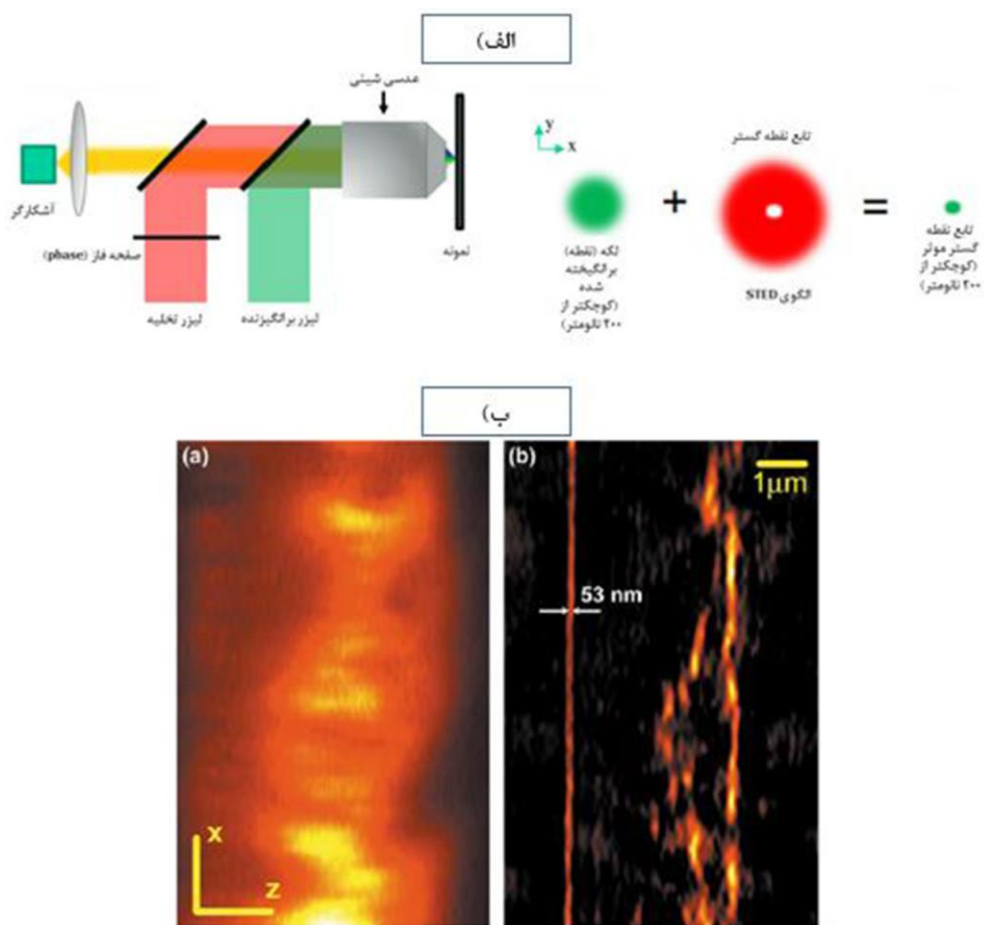 الف)
عدسی شیئی
آشکارگر
صفحه فاز (phase)
لیزر تخلیه
لیزر برانگیزنده
نمونه
y
x
لکه (نقطه)
برانگیخته
شده
(کوچکتر از
۲۰۰ نانومتر)
+
تابع نقطه گستر
الگوی STED
=
تابع نقطه
گستر موثر
(کوچکتر از
۲۰۰ نانومتر)
ب)
(a)
x
z
(b)
1μm
53 nm